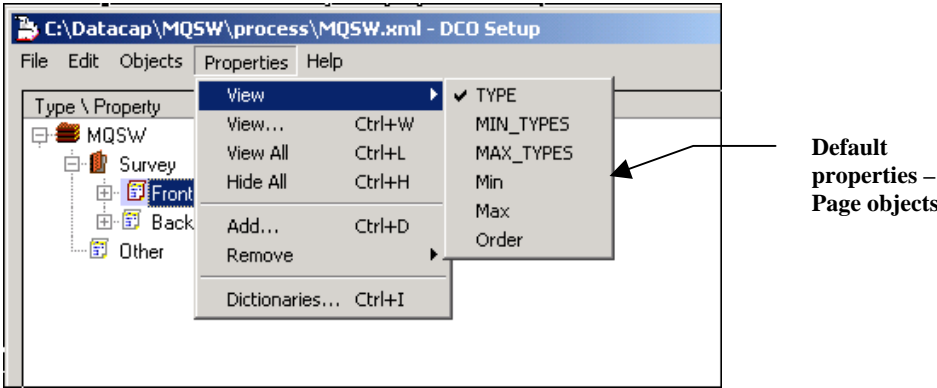 C:\Datacap\MQSW\process\MQSW.xml - DCO Setup
File Edit Objects Properties Help
Type \ Property
MQSW
Survey
Front
Back
Other
View
View... Ctrl+W
View All Ctrl+L
Hide All Ctrl+H
Add... Ctrl+D
Remove
Dictionaries... Ctrl+I
TYPE
MIN_TYPES
MAX_TYPES
Min
Max
Order
Default
properties –
Page objects